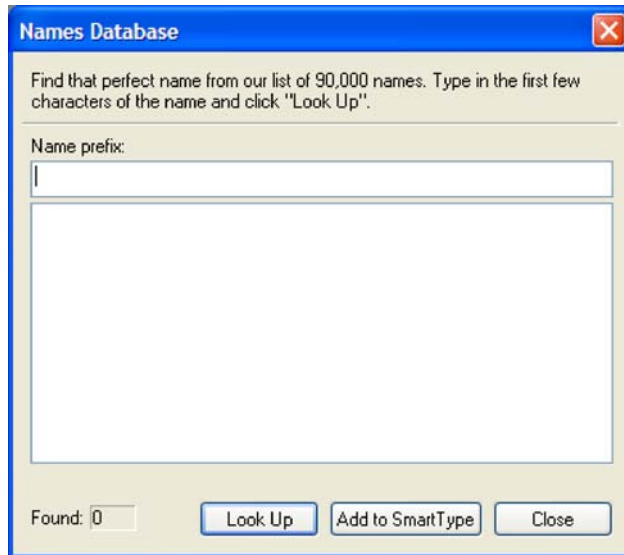 Names Database
Find that perfect name from our list of 90,000 names. Type in the first few
characters of the name and click "Look Up".
Name prefix:
Found: 0
Look Up
Add to SmartType
Close